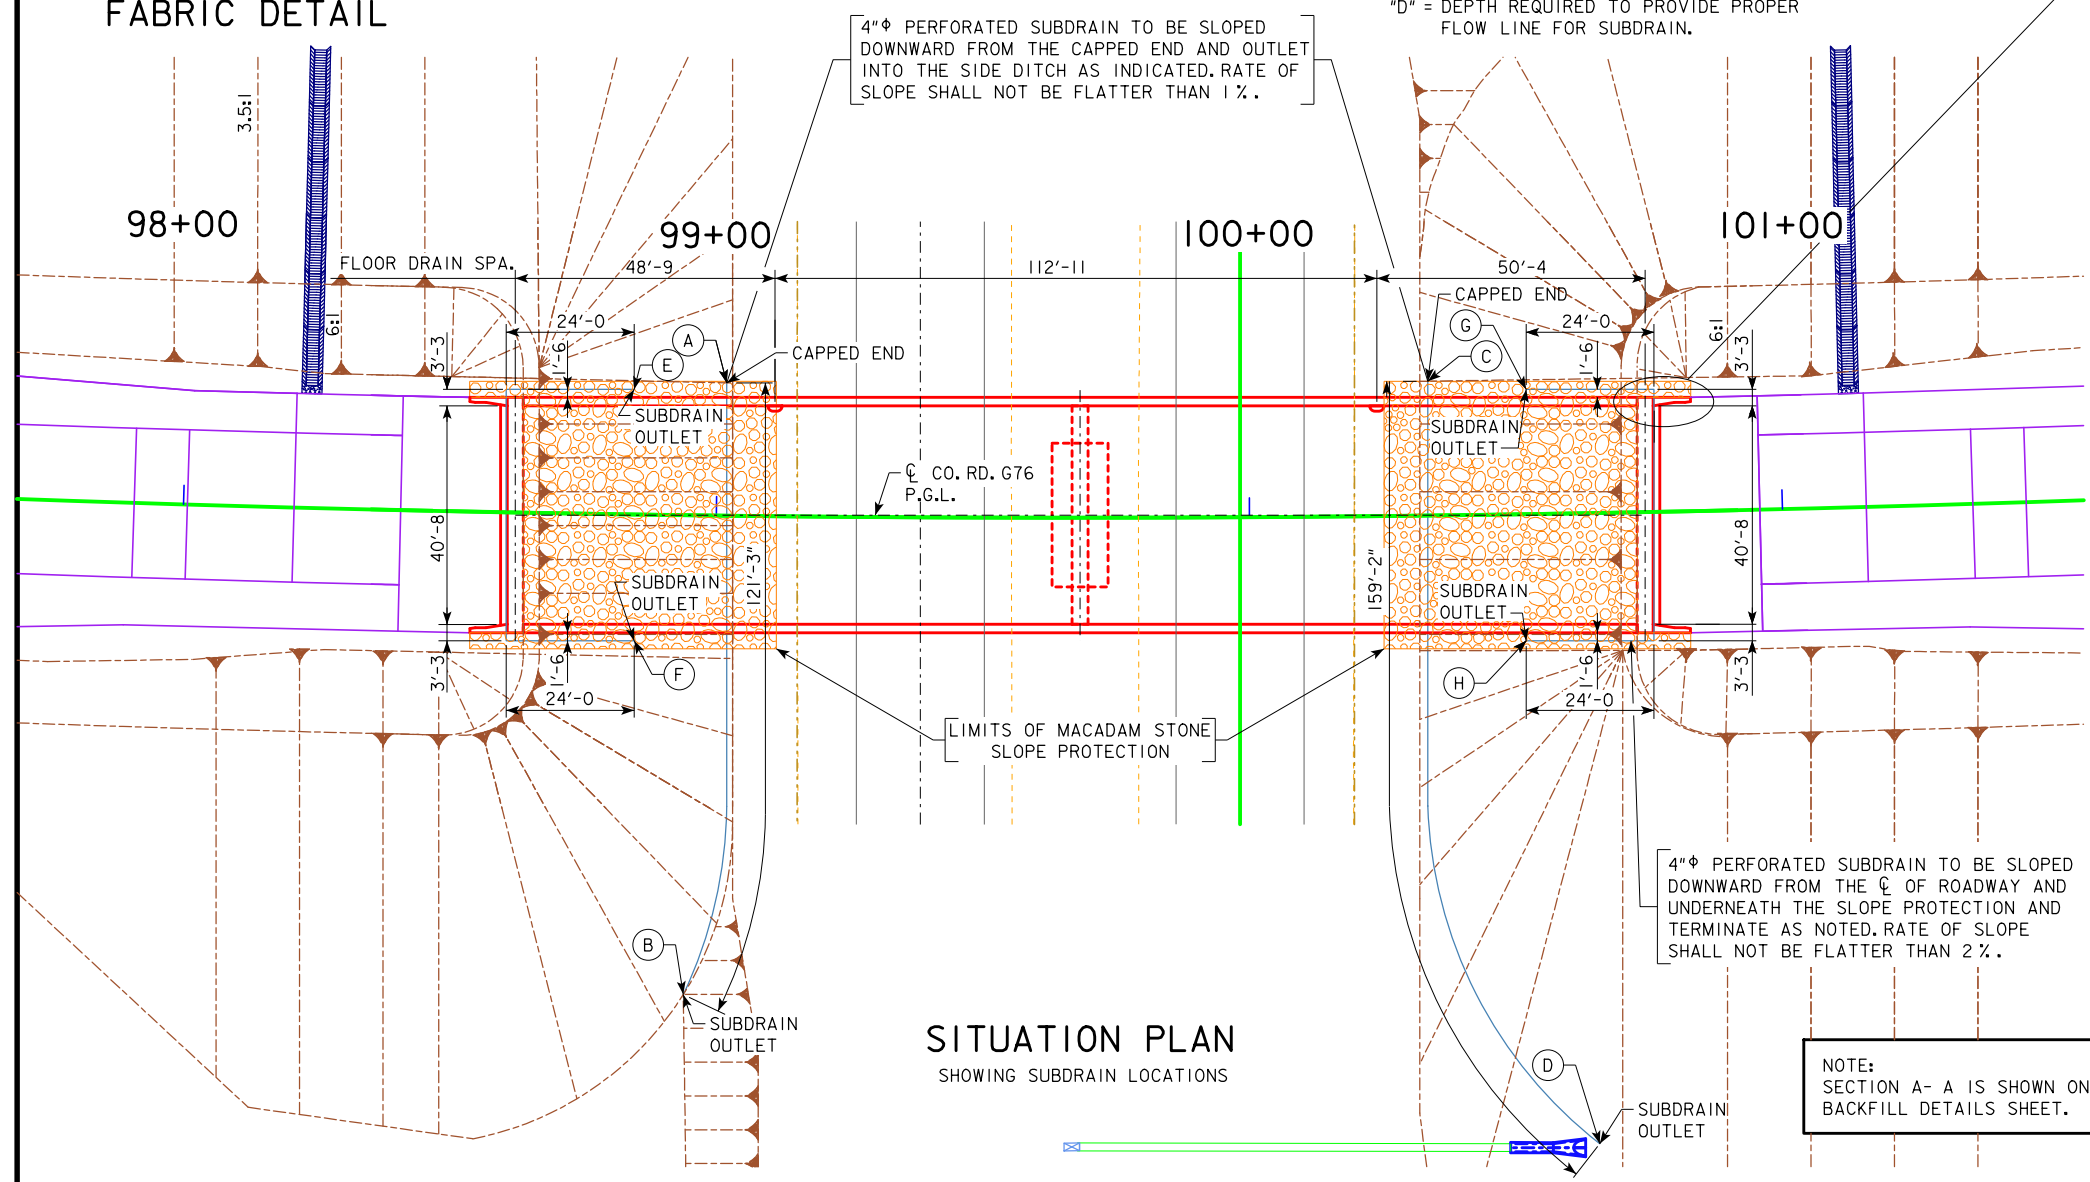 FABRIC DETAIL
"D" = DEPTH REQUIRED TO PROVIDE PROPER
FLOW LINE FOR SUBDRAIN.
4"Φ PERFORATED SUBDRAIN TO BE SLOPED
DOWNWARD FROM THE CAPPED END AND OUTLET
INTO THE SIDE DITCH AS INDICATED. RATE OF
SLOPE SHALL NOT BE FLATTER THAN 1%.
3.5:1
98+00
99+00
100+00
101+00
FLOOR DRAIN SPA.
48'-9
112'-11
50'-4
CAPPED END
6:1
24'-0
G
24'-0
6:1
3'-3
1'-6
E
A
CAPPED END
C
1'-6
3'-3
SUBDRAIN
OUTLET
SUBDRAIN
OUTLET
℄ CO. RD. G76
P.G.L.
40'-8
121'-3"
159'-2"
40'-8
SUBDRAIN
OUTLET
SUBDRAIN
OUTLET
3'-3
1'-6
F
H
1'-6
3'-3
24'-0
24'-0
LIMITS OF MACADAM STONE
SLOPE PROTECTION
4"Φ PERFORATED SUBDRAIN TO BE SLOPED
DOWNWARD FROM THE ℄ OF ROADWAY AND
UNDERNEATH THE SLOPE PROTECTION AND
TERMINATE AS NOTED. RATE OF SLOPE
SHALL NOT BE FLATTER THAN 2%.
B
SUBDRAIN
OUTLET
SITUATION PLAN
SHOWING SUBDRAIN LOCATIONS
D
SUBDRAIN
OUTLET
NOTE:
SECTION A- A IS SHOWN ON
BACKFILL DETAILS SHEET.